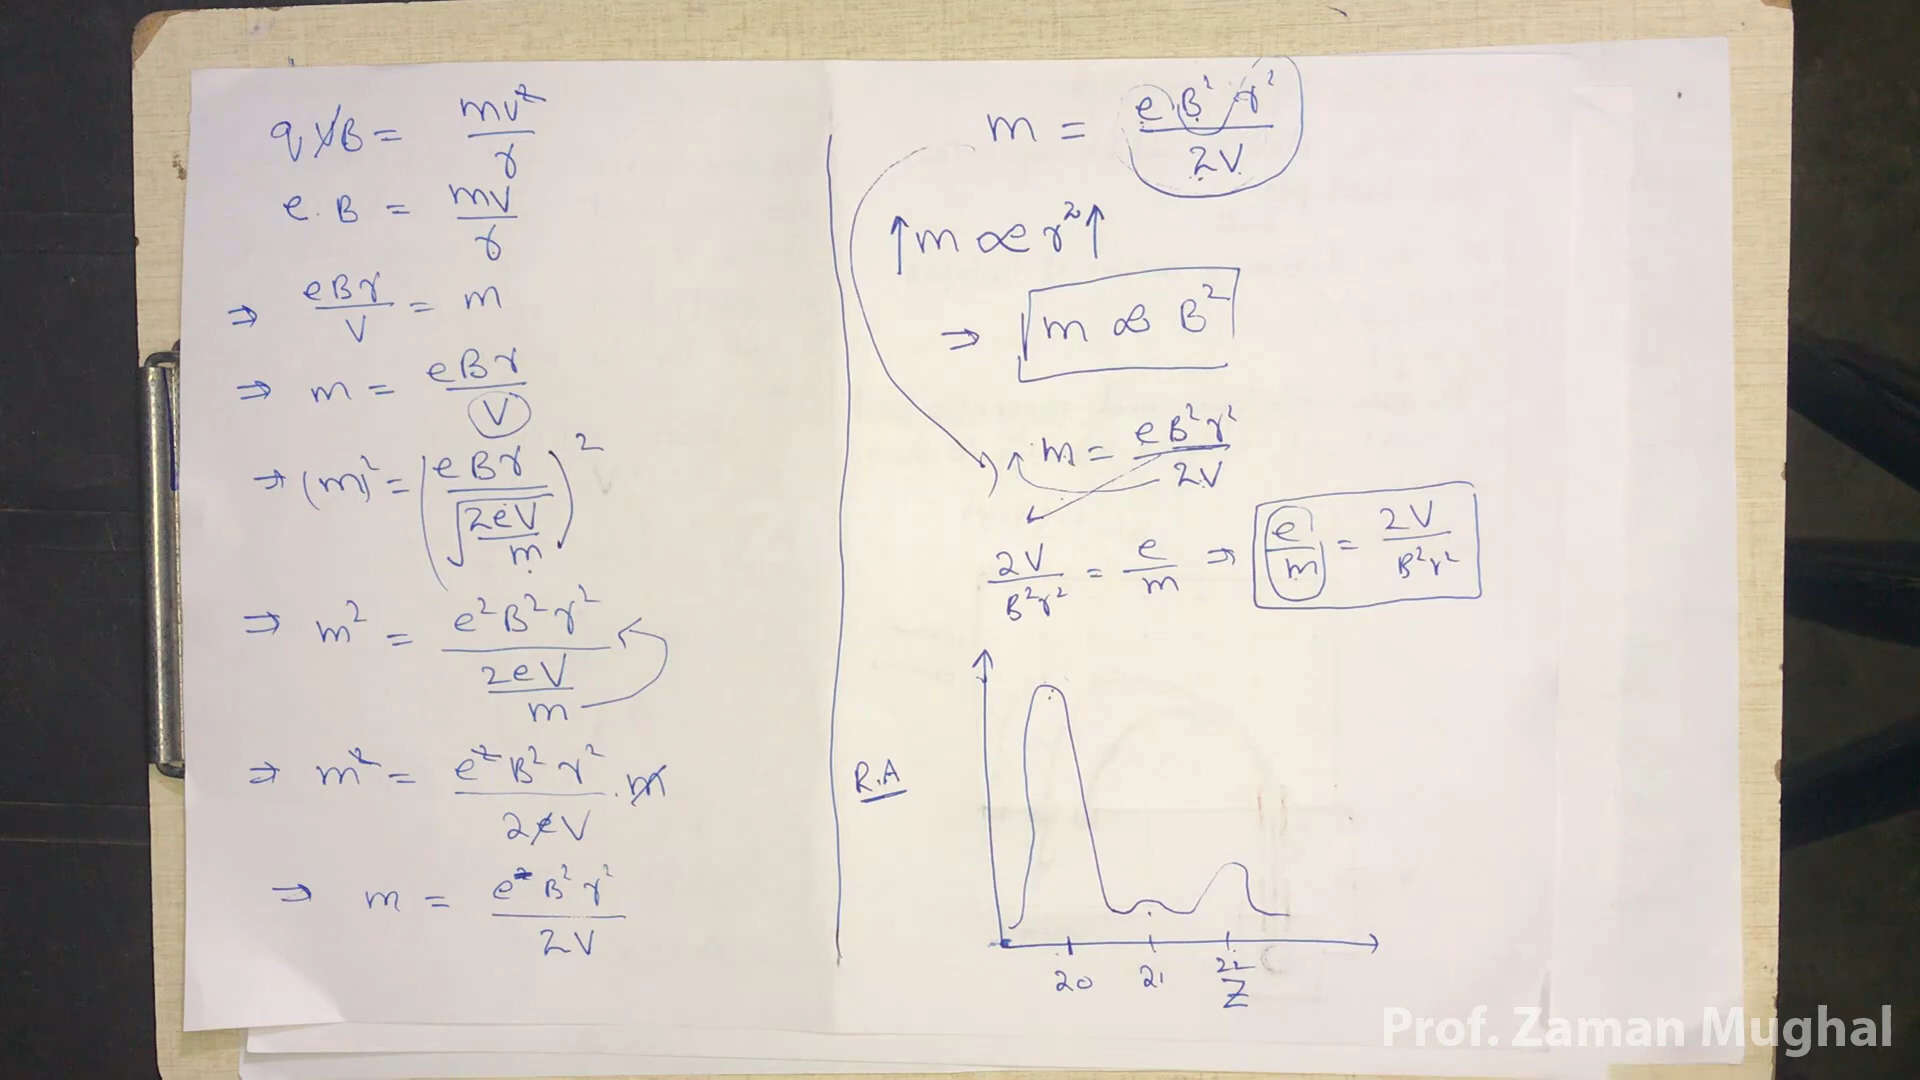 qvB = mv²/r
e.B = mv/r
⇒ eBr/v = m
⇒ m = eBr/v
⇒ (m)² = (eBr/√(2eV/m))²
⇒ m² = e²B²r²/(2eV/m)
⇒ m² = e²B²r²/2eV . m
⇒ m = e²B²r²/2V
m = eB²r²/2V
↑m ∝ r²↑
⇒ m ∝ B²
m = eB²r²/2V
2V/B²r² = e/m ⇒ e/m = 2V/B²r²
R.A
20 21 22
Z
Prof. Zaman Mughal